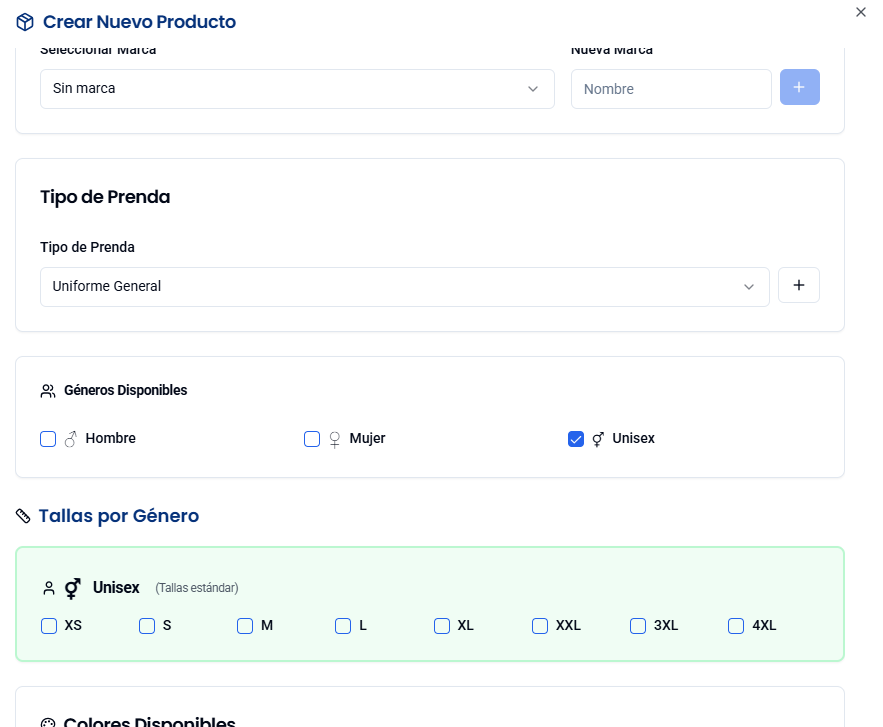 Crear Nuevo Producto
Seleccionar Marca Nueva Marca
Sin marca Nombre
Tipo de Prenda
Tipo de Prenda
Uniforme General
Géneros Disponibles
Hombre Mujer Unisex
Tallas por Género
Unisex (Tallas estándar)
XS S M L XL XXL 3XL 4XL
Colores Disponibles